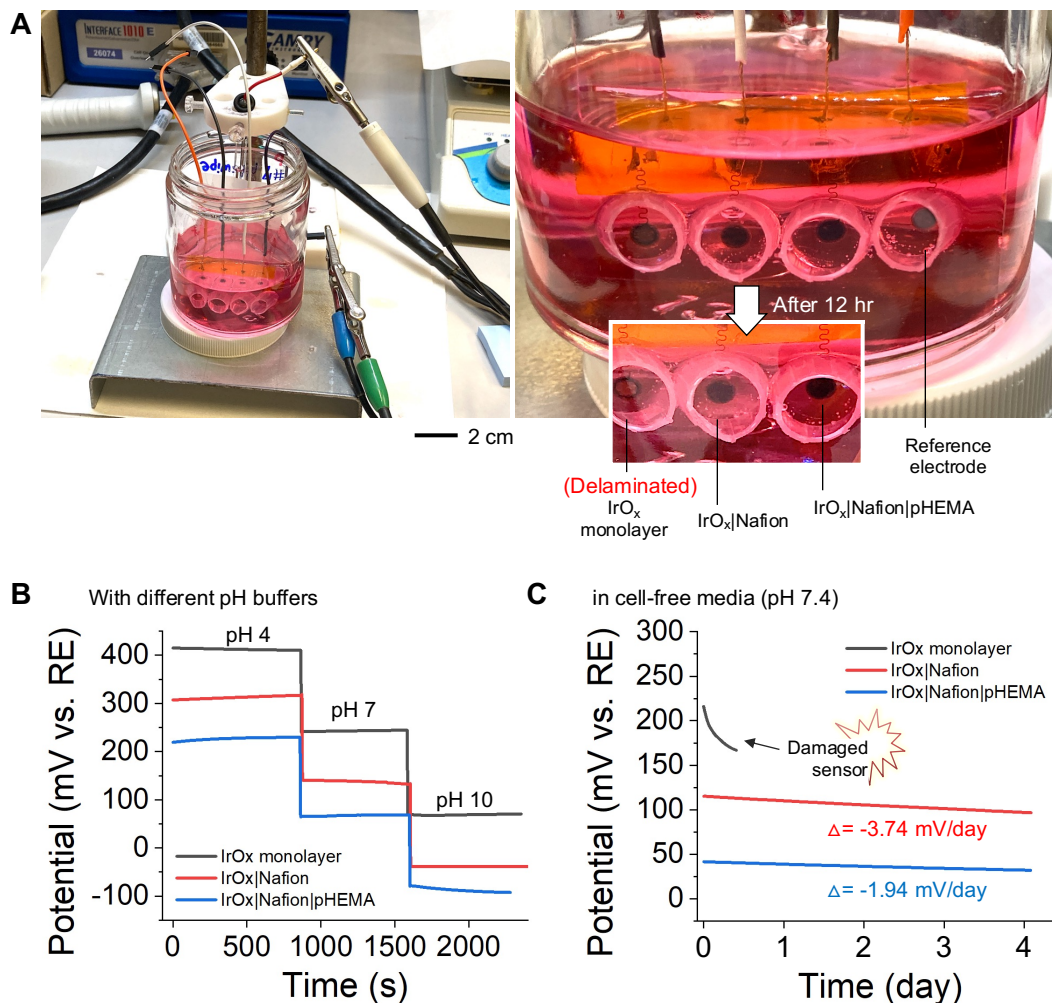 A
INTERFACE 1010 E
26074
GAMRY
2 cm
After 12 hr
(Delaminated)
IrOx
monolayer
IrOx|Nafion
IrOx|Nafion|pHEMA
Reference
electrode
B
With different pH buffers
Potential (mV vs. RE)
400
300
200
100
0
-100
pH 4
pH 7
pH 10
IrOx monolayer
IrOx|Nafion
IrOx|Nafion|pHEMA
0
500
1000
1500
2000
Time (s)
C
in cell-free media (pH 7.4)
Potential (mV vs. RE)
300
250
200
150
100
50
0
IrOx monolayer
IrOx|Nafion
IrOx|Nafion|pHEMA
Damaged
sensor
Δ= -3.74 mV/day
Δ= -1.94 mV/day
0
1
2
3
4
Time (day)